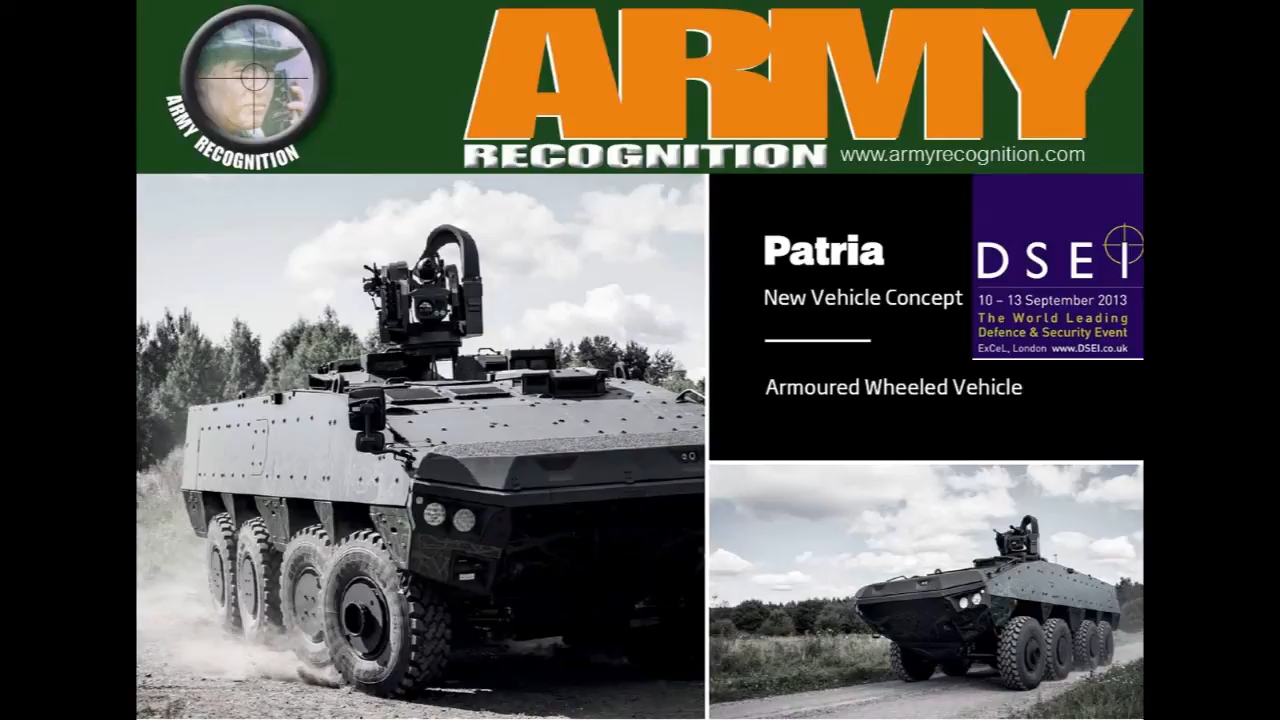 ARMY RECOGNITION
ARMY
RECOGNITION www.armyrecognition.com
Patria
New Vehicle Concept
Armoured Wheeled Vehicle
DSEI
10 – 13 September 2013
The World Leading
Defence & Security Event
ExCeL, London www.DSEI.co.uk